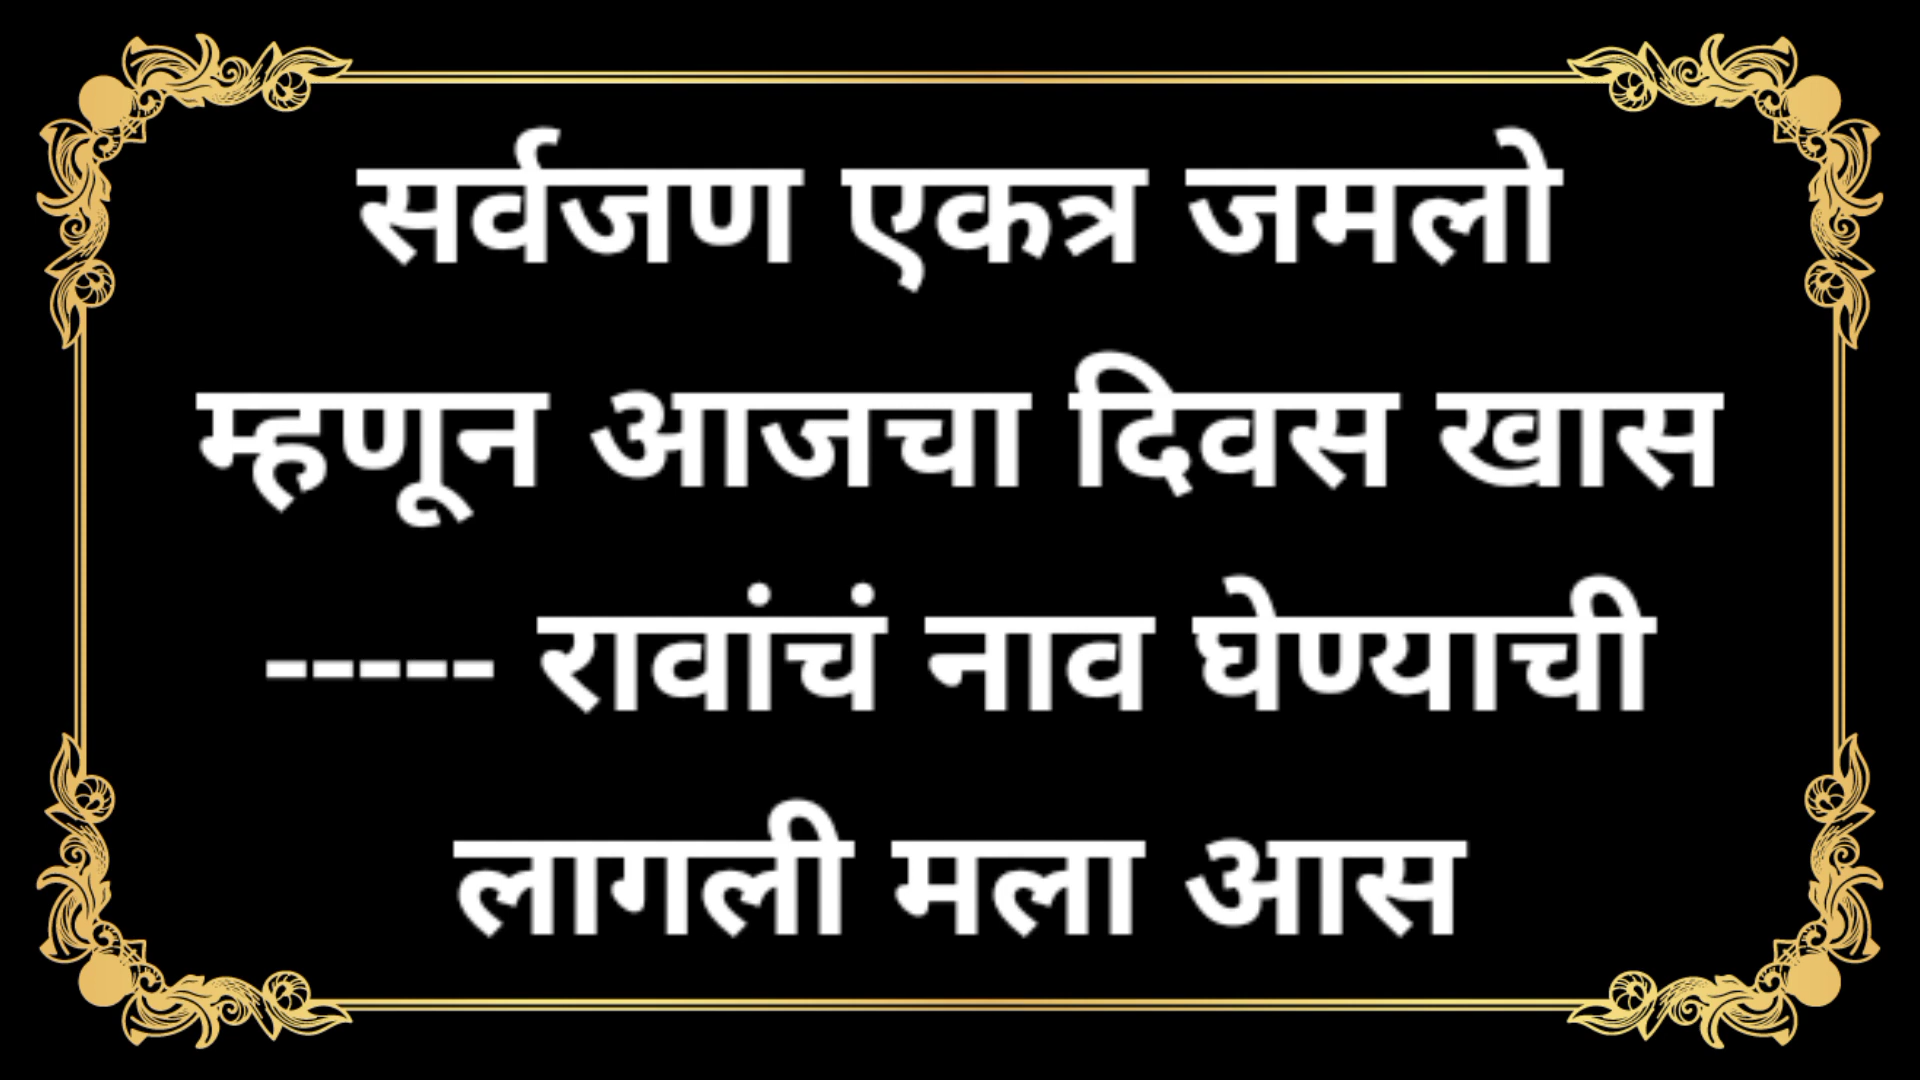 सर्वजण एकत्र जमलो
म्हणून आजचा दिवस खास
----- रावांचं नाव घेण्याची
लागली मला आस